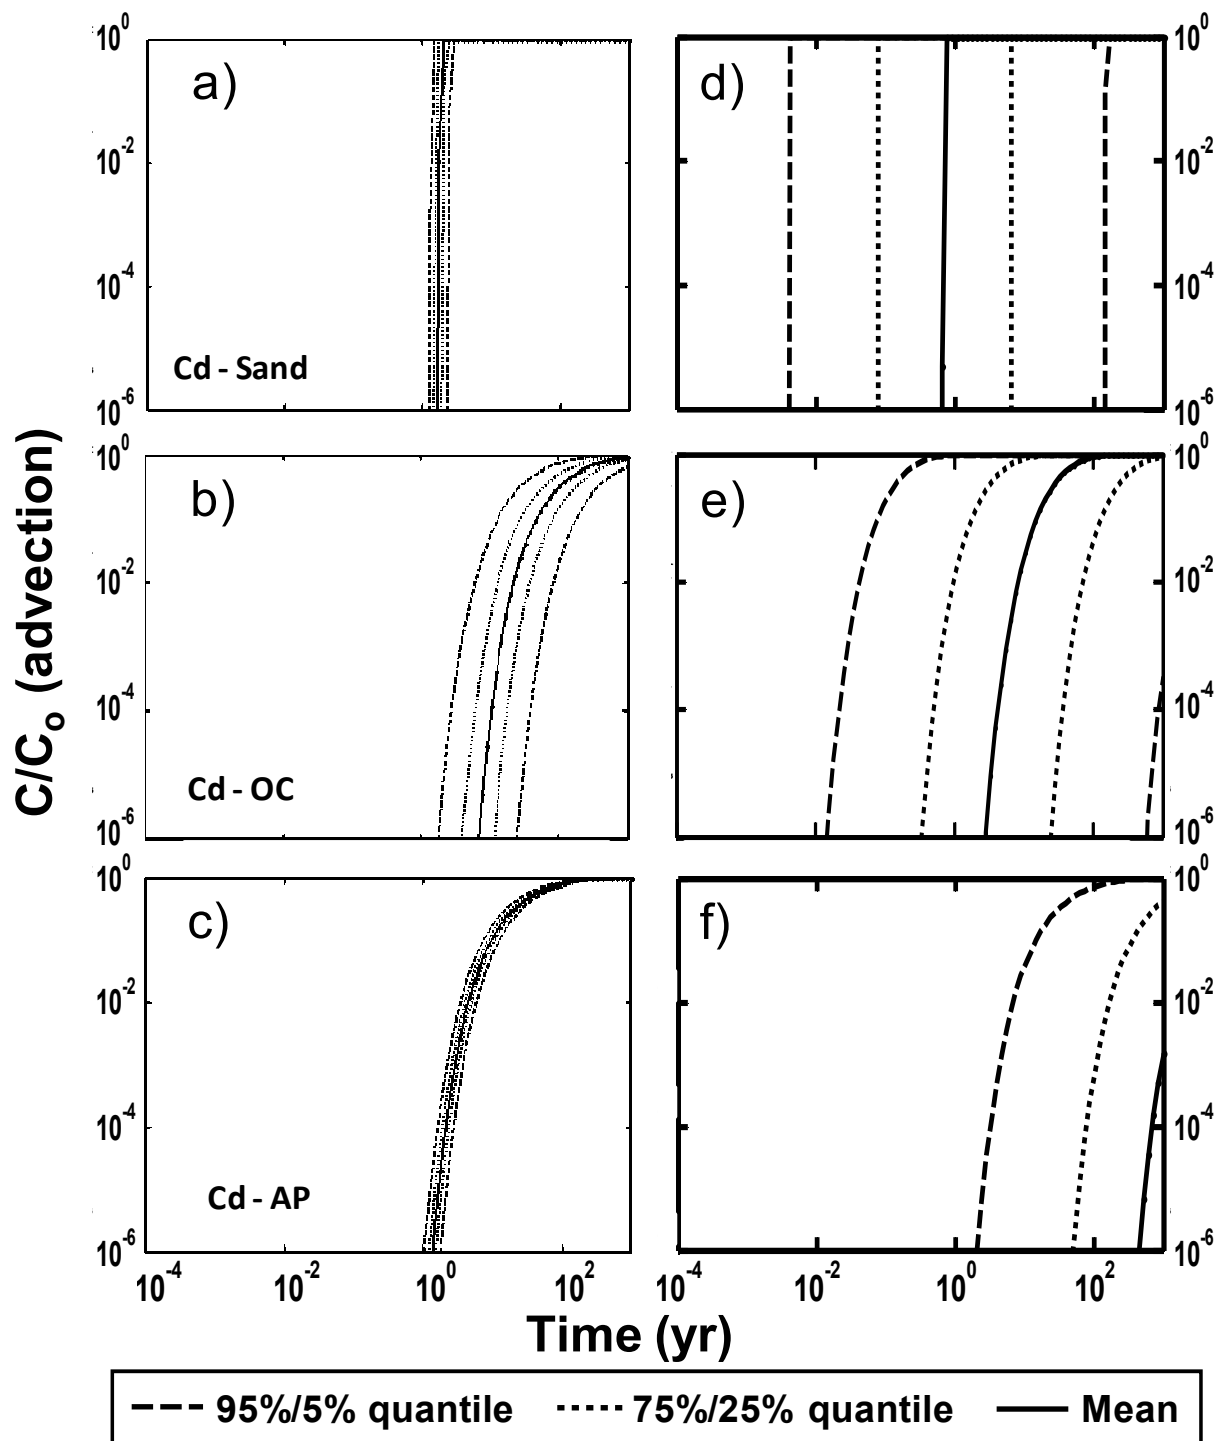 a)
10^0
10^-2
10^-4
10^-6
Cd - Sand
d)
10^0
10^-2
10^-4
10^-6
b)
10^0
10^-2
10^-4
10^-6
Cd - OC
e)
10^0
10^-2
10^-4
10^-6
c)
10^0
10^-2
10^-4
10^-6
Cd - AP
f)
10^0
10^-2
10^-4
10^-6
C/C_o (advection)
10^-4 10^-2 10^0 10^2
10^-4 10^-2 10^0 10^2
Time (yr)
95%/5% quantile 75%/25% quantile Mean